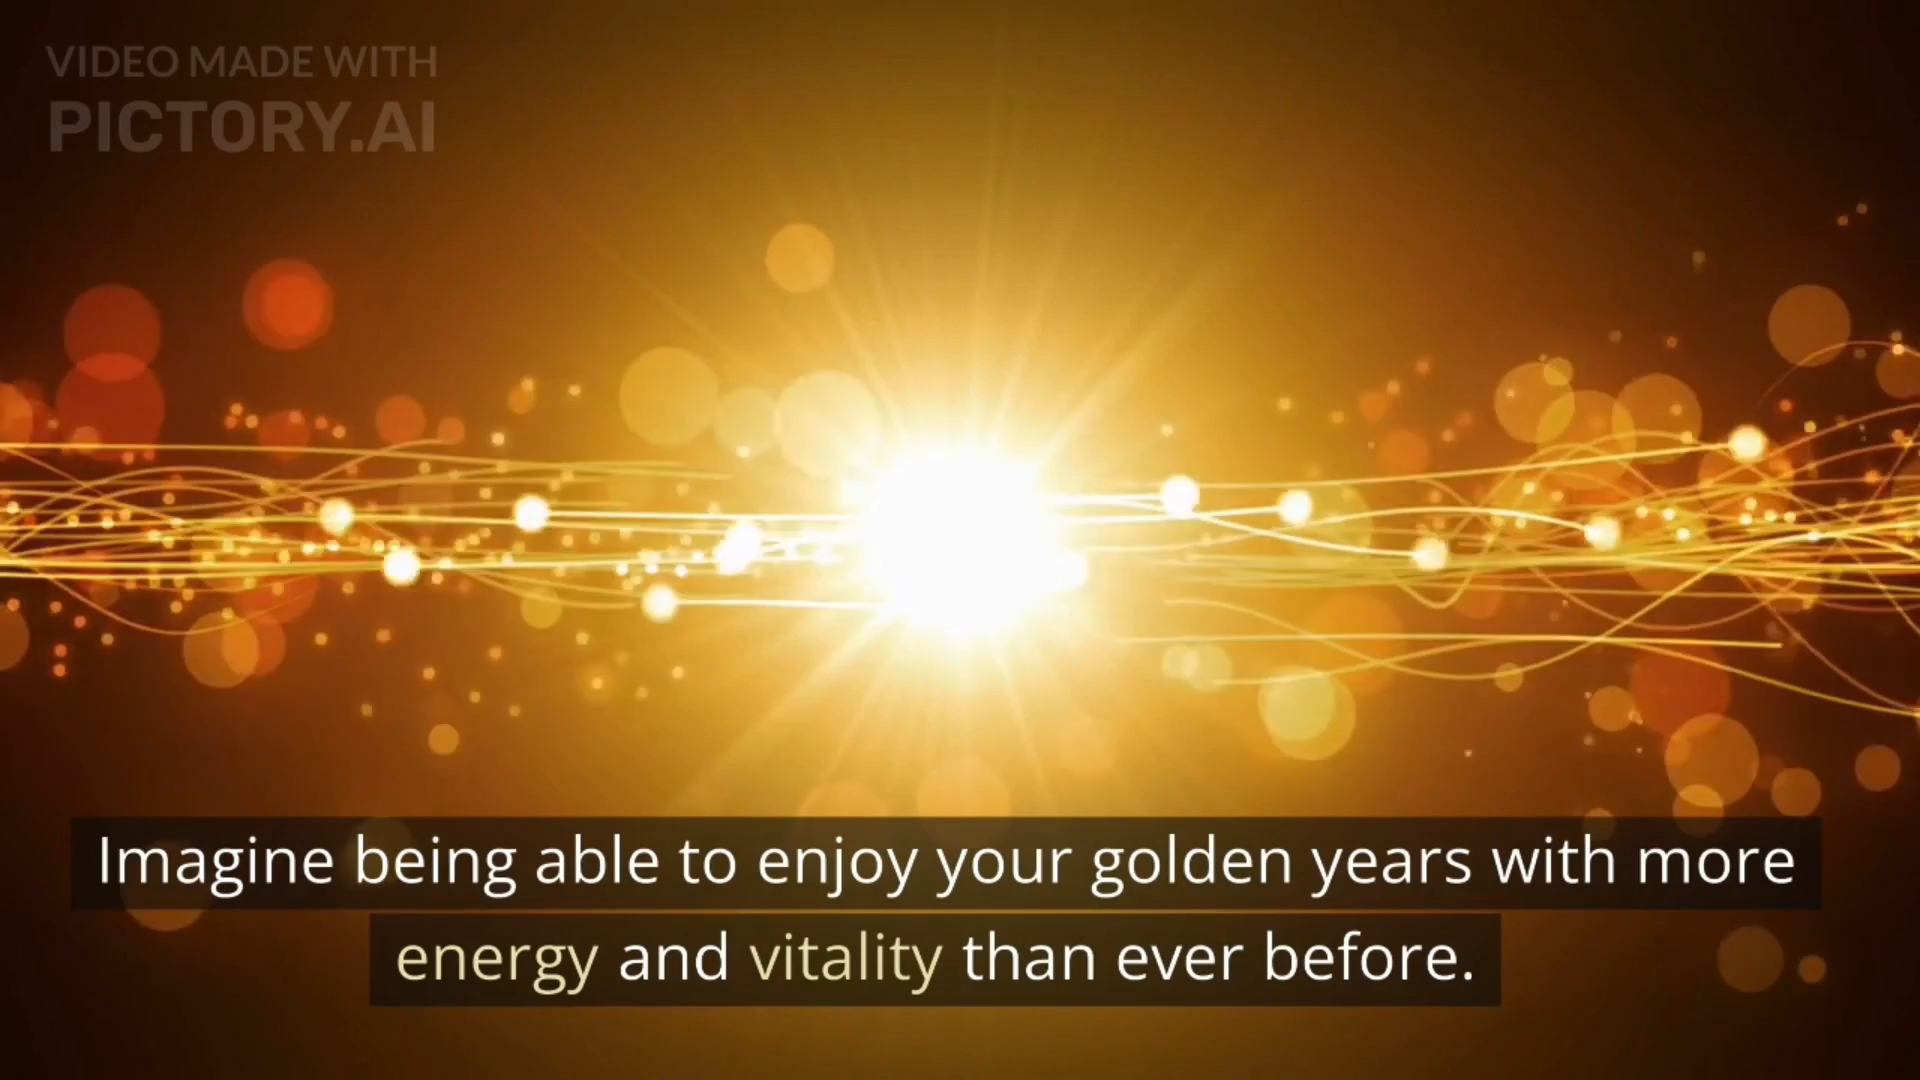 VIDEO MADE WITH
PICTORY.AI
Imagine being able to enjoy your golden years with more
energy and vitality than ever before.